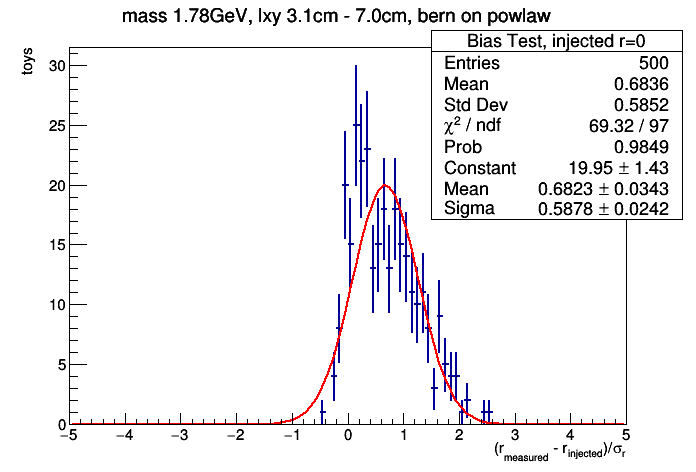 mass 1.78GeV, lxy 3.1cm - 7.0cm, bern on powlaw
toys
Bias Test, injected r=0
Entries 500
Mean 0.6836
Std Dev 0.5852
χ² / ndf 69.32 / 97
Prob 0.9849
Constant 19.95 ± 1.43
Mean 0.6823 ± 0.0343
Sigma 0.5878 ± 0.0242
30
25
20
15
10
5
0
−5 −4 −3 −2 −1 0 1 2 3 4 5
(r_measured - r_injected)/σ_r